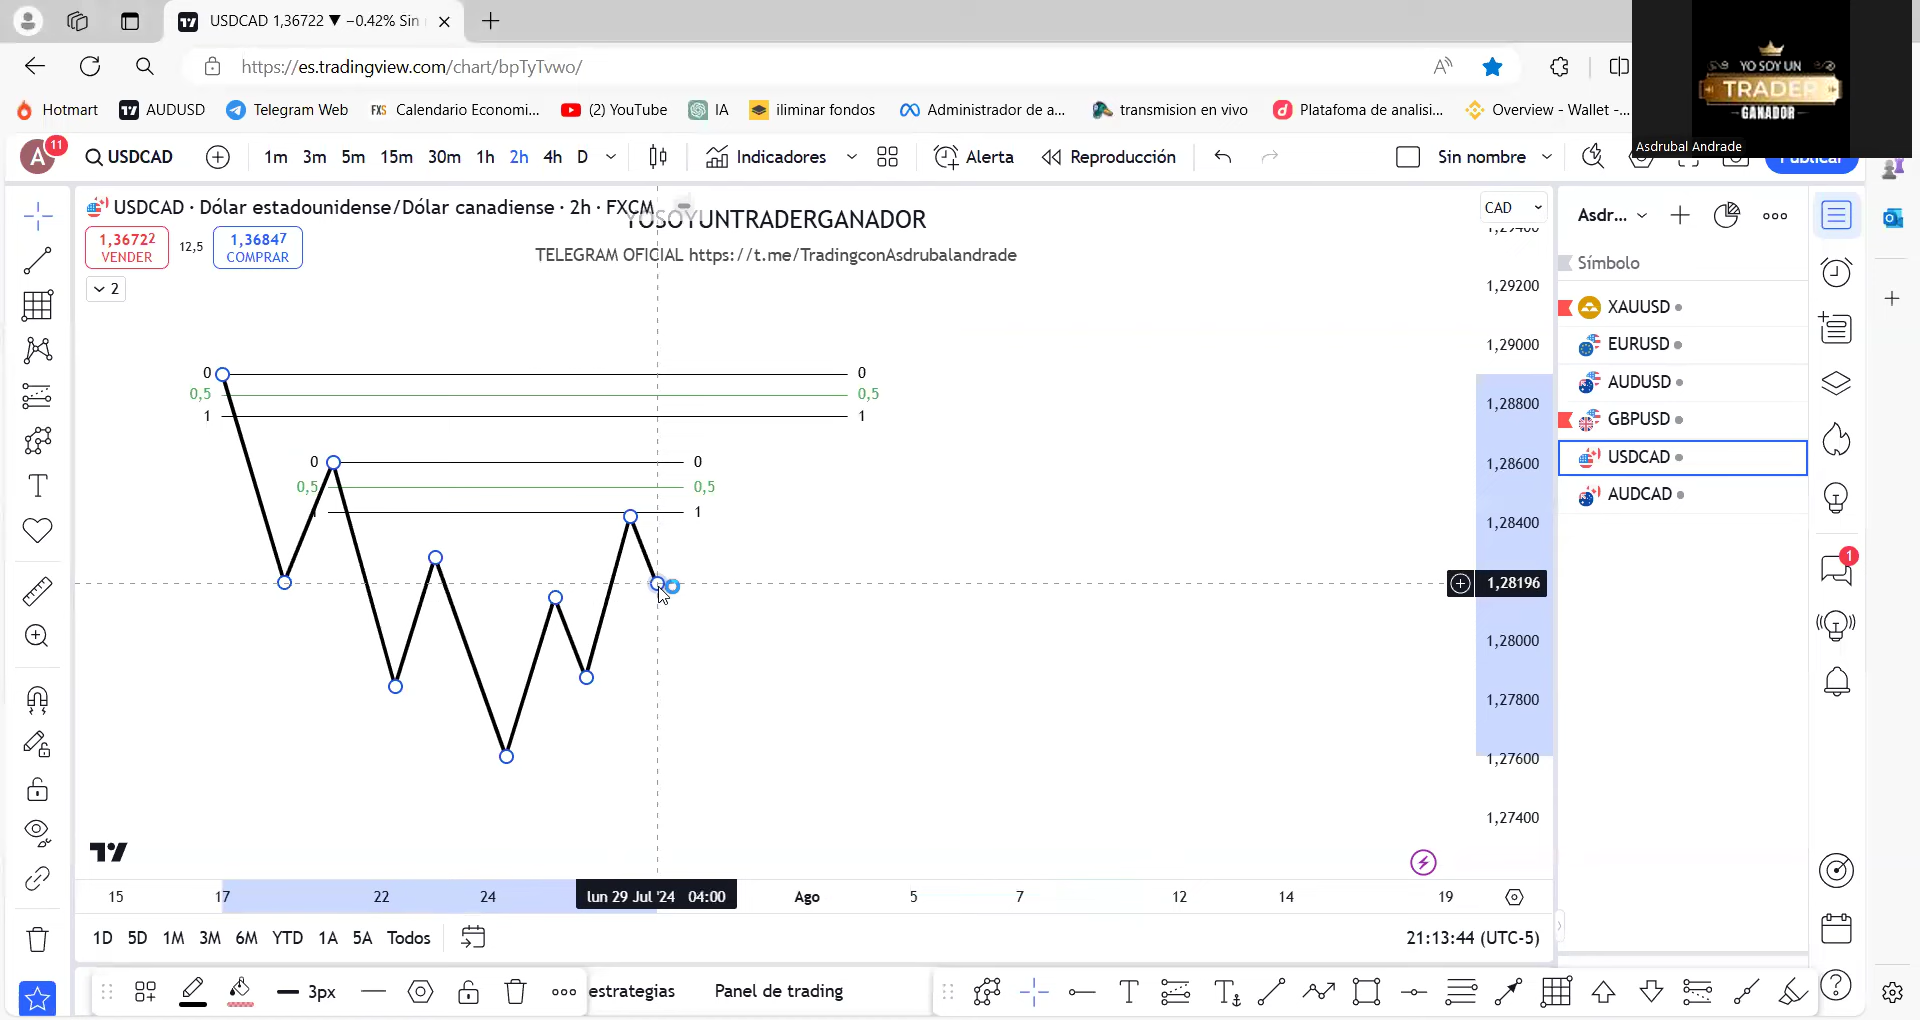 USDCAD 1,36722 ▼ −0.42% Sin
https://es.tradingview.com/chart/bpTyTvwo/
YO SOY UN
TRADER
GANADOR
Asdrubal Andrade
Hotmart
AUDUSD
Telegram Web
FXS Calendario Economi...
(2) YouTube
IA
iliminar fondos
Administrador de a...
transmision en vivo
Platafoma de analisi...
Overview - Wallet -...
A 11
USDCAD
1m 3m 5m 15m 30m 1h 2h 4h D
Indicadores
Alerta
Reproducción
Sin nombre
Publicar
USDCAD · Dólar estadounidense/Dólar canadiense · 2h · FXCM
YOSOYUNTRADERGANADOR
TELEGRAM OFICIAL https://t.me/TradingconAsdrubalandrade
1,36722
VENDER
12,5
1,36847
COMPRAR
2
CAD
1,29400
1,29200
1,29000
1,28800
1,28600
1,28400
1,28196
1,28000
1,27800
1,27600
1,27400
0 0
0,5 0,5
1 1
0 0
0,5 0,5
1 1
Asdr...
Símbolo
XAUUSD
EURUSD
AUDUSD
GBPUSD
USDCAD
AUDCAD
1
15 17 22 24 lun 29 Jul '24 04:00 Ago 5 7 12 14 19
1D 5D 1M 3M 6M YTD 1A 5A Todos
21:13:44 (UTC-5)
3px
estrategias
Panel de trading